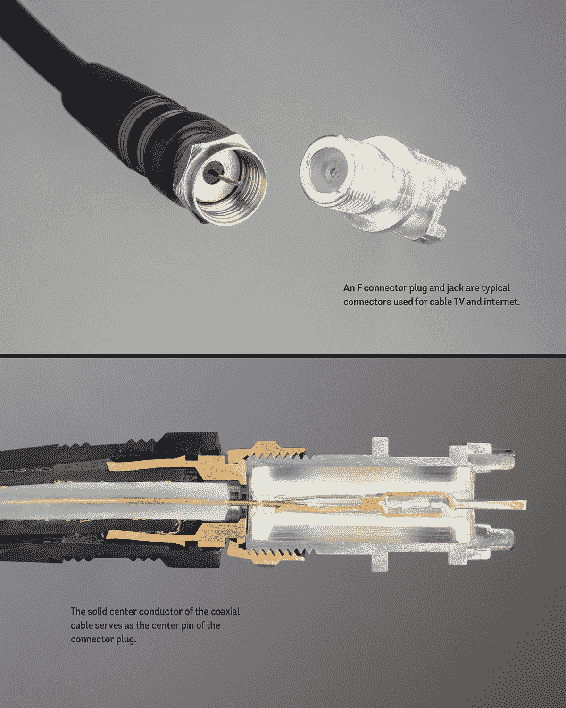 An F connector plug and jack are typical
connectors used for cable TV and internet.
The solid center conductor of the coaxial
cable serves as the center pin of the
connector plug.